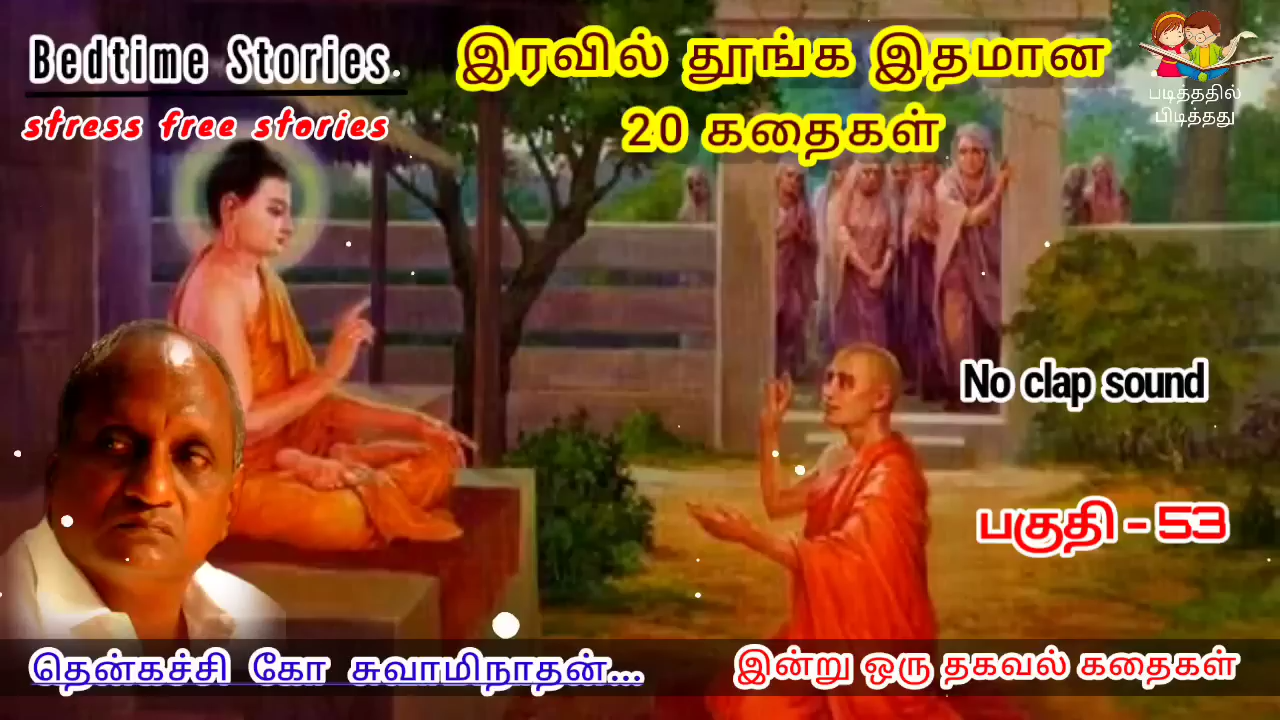 Bedtime Stories.
stress free stories
இரவில் தூங்க இதமான
20 கதைகள்
படித்ததில்
பிடித்தது
No clap sound
பகுதி - 53
தென்கச்சி கோ சுவாமிநாதன்...
இன்று ஒரு தகவல் கதைகள்